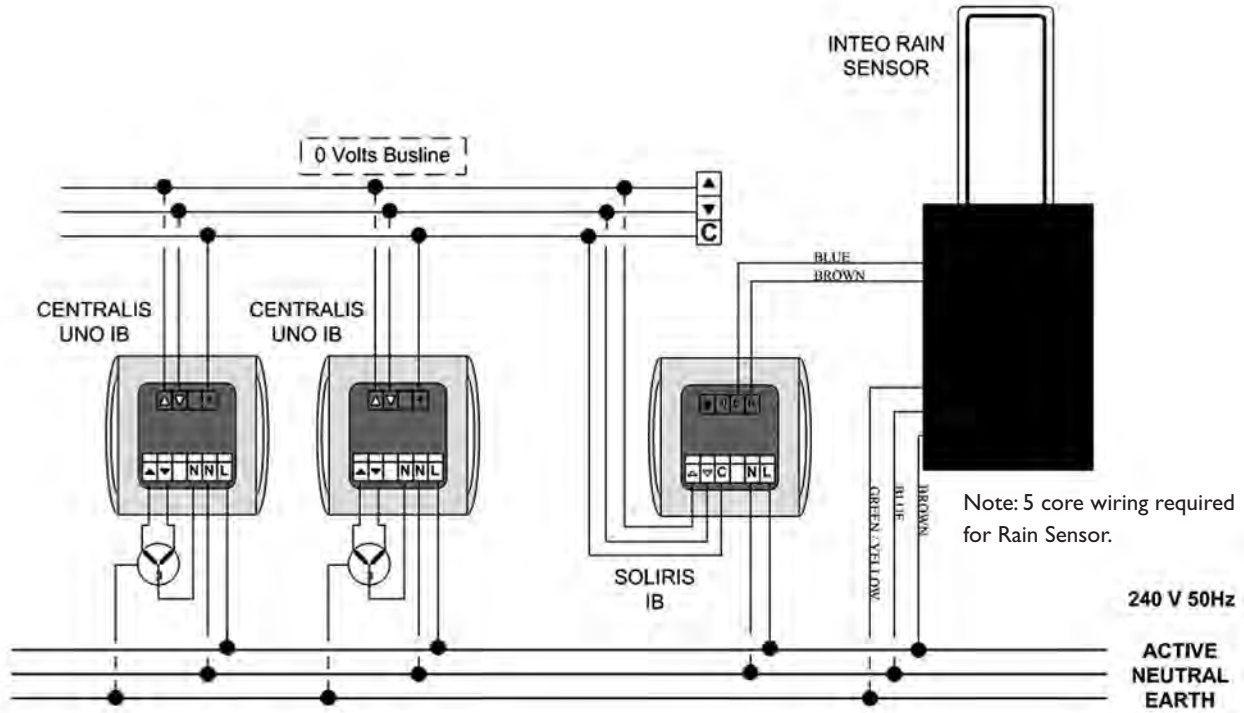 INTEO RAIN
SENSOR
0 Volts Busline
▲
▼
C
BLUE
BROWN
CENTRALIS
UNO IB
CENTRALIS
UNO IB
N N L
N N L
C N L
GREEN / YELLOW
BLUE
BROWN
Note: 5 core wiring required
for Rain Sensor.
SOLIRIS
IB
240 V 50Hz
ACTIVE
NEUTRAL
EARTH